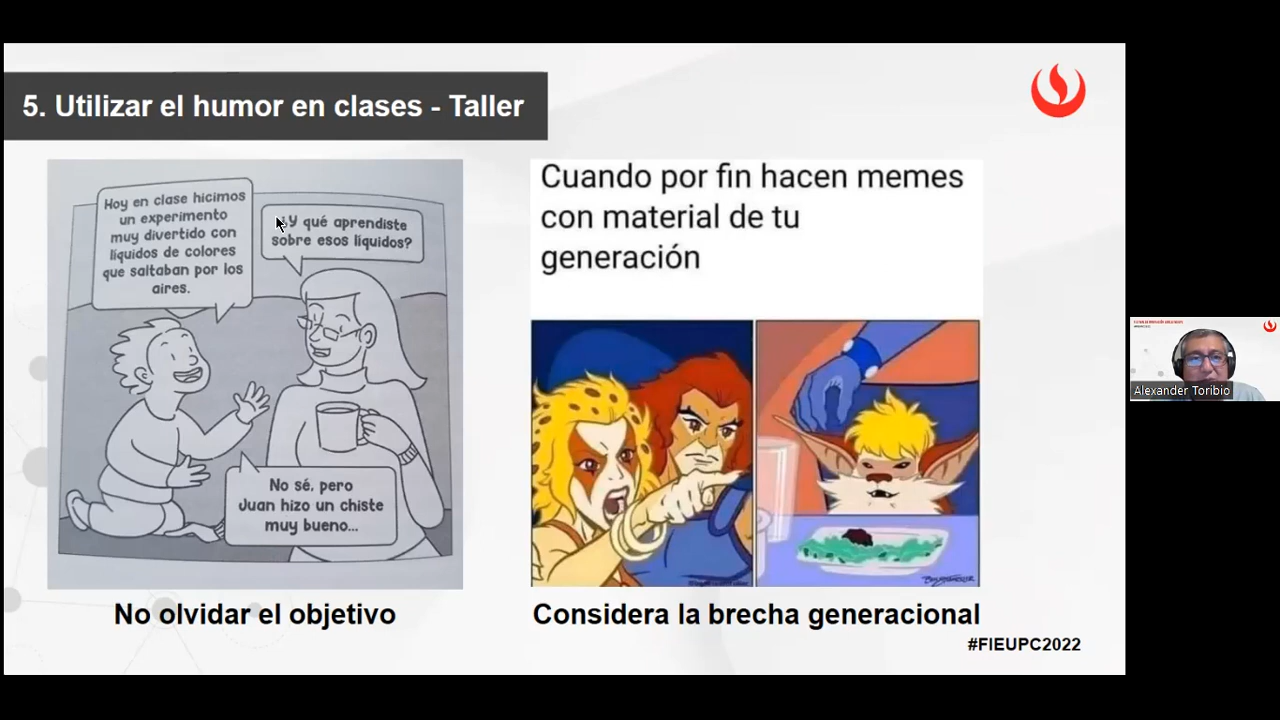 5. Utilizar el humor en clases - Taller
Hoy en clase hicimos
un experimento
muy divertido con
líquidos de colores
que saltaban por los
aires.
¿Y qué aprendiste
sobre esos líquidos?
No sé, pero
Juan hizo un chiste
muy bueno...
No olvidar el objetivo
Cuando por fin hacen memes
con material de tu
generación
Considera la brecha generacional
#FIEUPC2022
Alexander Toribio